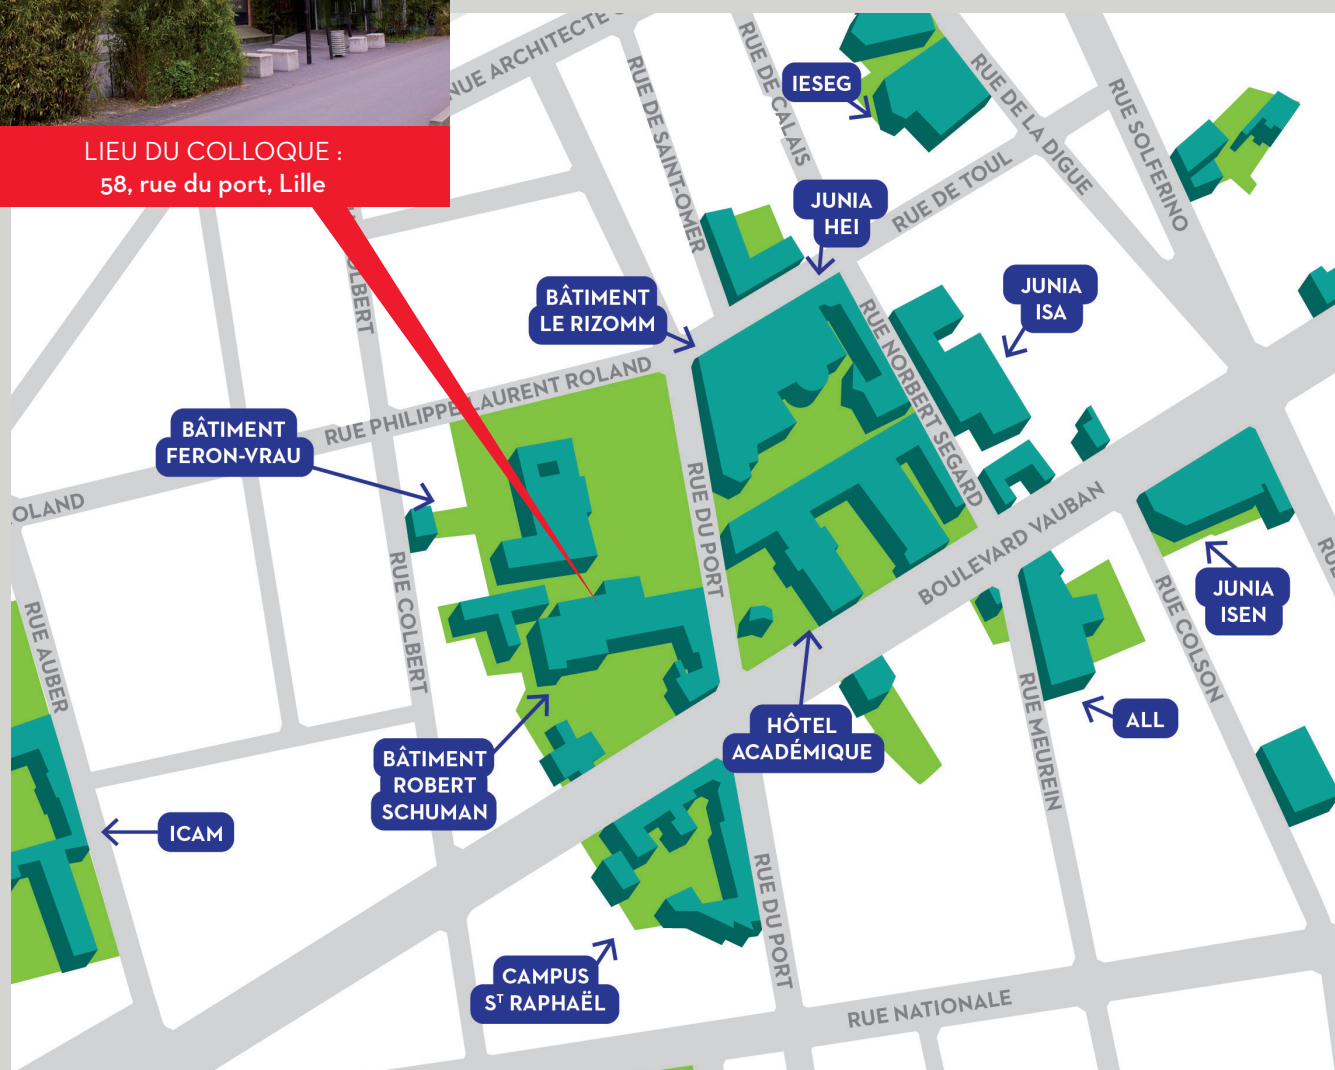 NUE ARCHITECTE
RUE DE SAINT-OMER
RUE DE CALAIS
IESEG
RUE DE LA DIGUE
RUE SOLFERINO
LIEU DU COLLOQUE :
58, rue du port, Lille
JUNIA
HEI
RUE DE TOUL
OLBERT
BÂTIMENT
LE RIZOMM
JUNIA
ISA
RUE NORBERT SEGARD
RUE PHILIPPE LAURENT ROLAND
BÂTIMENT
FERON-VRAU
OLAND
RUE DU PORT
BOULEVARD VAUBAN
RUE COLBERT
JUNIA
ISEN
RUE COLSON
RUE AUBER
RUE MEUREIN
ALL
HÔTEL
ACADÉMIQUE
BÂTIMENT
ROBERT
SCHUMAN
ICAM
RUE DU PORT
CAMPUS
Sᵀ RAPHAËL
RUE NATIONALE